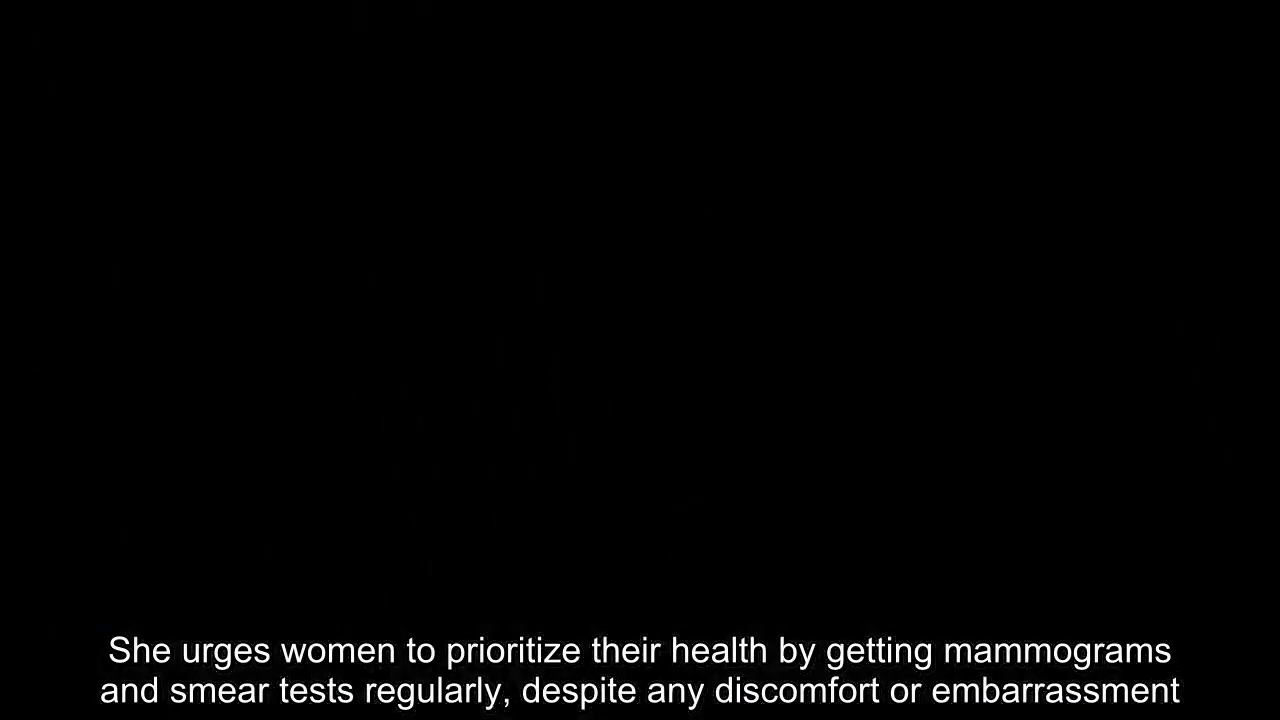 She urges women to prioritize their health by getting mammograms
and smear tests regularly, despite any discomfort or embarrassment